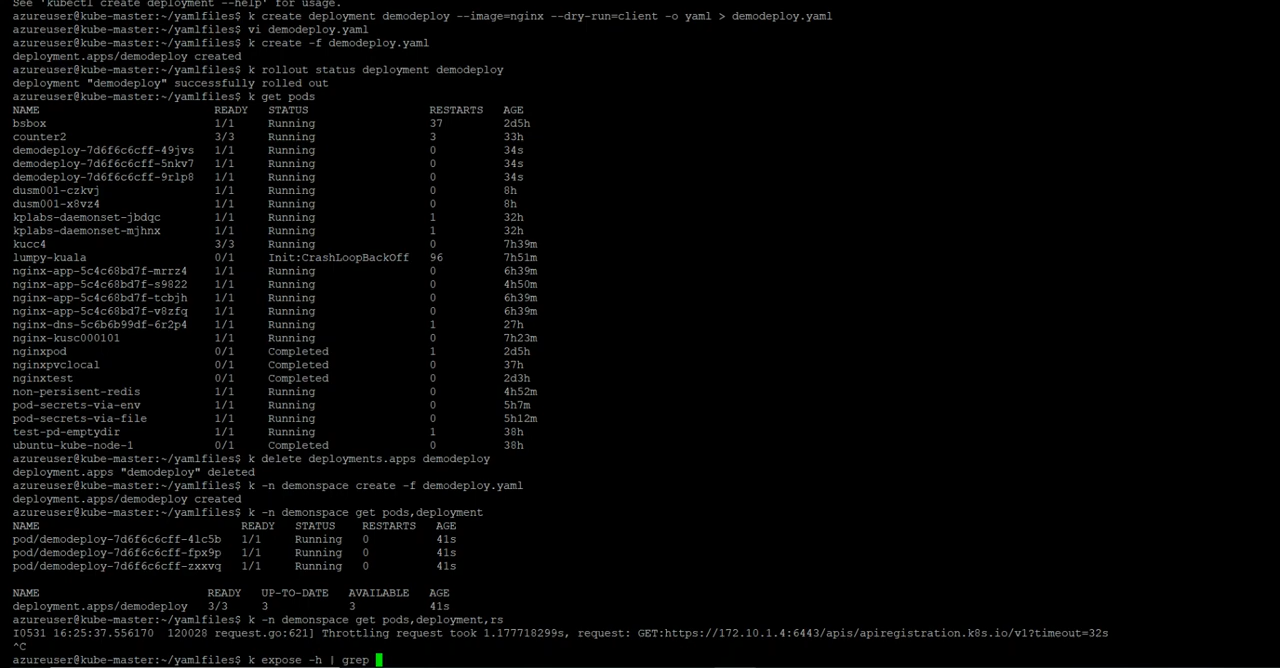 See 'kubectl create deployment --help' for usage.
azureuser@kube-master:~/yamlfiles$ k create deployment demodeploy --image=nginx --dry-run=client -o yaml > demodeploy.yaml
azureuser@kube-master:~/yamlfiles$ vi demodeploy.yaml
azureuser@kube-master:~/yamlfiles$ k create -f demodeploy.yaml
deployment.apps/demodeploy created
azureuser@kube-master:~/yamlfiles$ k rollout status deployment demodeploy
deployment "demodeploy" successfully rolled out
azureuser@kube-master:~/yamlfiles$ k get pods
NAME READY STATUS RESTARTS AGE
bsbox 1/1 Running 37 2d5h
counter2 3/3 Running 3 33h
demodeploy-7d6f6c6cff-49jvs 1/1 Running 0 34s
demodeploy-7d6f6c6cff-5nkv7 1/1 Running 0 34s
demodeploy-7d6f6c6cff-9rlp8 1/1 Running 0 34s
dusm001-czkvj 1/1 Running 0 8h
dusm001-x8vz4 1/1 Running 0 8h
kplabs-daemonset-jbdqc 1/1 Running 1 32h
kplabs-daemonset-mjhnx 1/1 Running 1 32h
kucc4 3/3 Running 0 7h39m
lumpy-kuala 0/1 Init:CrashLoopBackOff 96 7h51m
nginx-app-5c4c68bd7f-mrrz4 1/1 Running 0 6h39m
nginx-app-5c4c68bd7f-s9822 1/1 Running 0 4h50m
nginx-app-5c4c68bd7f-tcbjh 1/1 Running 0 6h39m
nginx-app-5c4c68bd7f-v8zfq 1/1 Running 0 6h39m
nginx-dns-5c6b6b99df-6r2p4 1/1 Running 1 27h
nginx-kusc000101 1/1 Running 0 7h23m
nginxpod 0/1 Completed 1 2d5h
nginxpvclocal 0/1 Completed 0 37h
nginxtest 0/1 Completed 0 2d3h
non-persisent-redis 1/1 Running 0 4h52m
pod-secrets-via-env 1/1 Running 0 5h7m
pod-secrets-via-file 1/1 Running 0 5h12m
test-pd-emptydir 1/1 Running 1 38h
ubuntu-kube-node-1 0/1 Completed 0 38h
azureuser@kube-master:~/yamlfiles$ k delete deployments.apps demodeploy
deployment.apps "demodeploy" deleted
azureuser@kube-master:~/yamlfiles$ k -n demonspace create -f demodeploy.yaml
deployment.apps/demodeploy created
azureuser@kube-master:~/yamlfiles$ k -n demonspace get pods,deployment
NAME READY STATUS RESTARTS AGE
pod/demodeploy-7d6f6c6cff-4lc5b 1/1 Running 0 41s
pod/demodeploy-7d6f6c6cff-fpx9p 1/1 Running 0 41s
pod/demodeploy-7d6f6c6cff-zxxvq 1/1 Running 0 41s
NAME READY UP-TO-DATE AVAILABLE AGE
deployment.apps/demodeploy 3/3 3 3 41s
azureuser@kube-master:~/yamlfiles$ k -n demonspace get pods,deployment,rs
I0531 16:25:37.556170 120028 request.go:621] Throttling request took 1.177718299s, request: GET:https://172.10.1.4:6443/apis/apiregistration.k8s.io/v1?timeout=32s
^C
azureuser@kube-master:~/yamlfiles$ k expose -h | grep